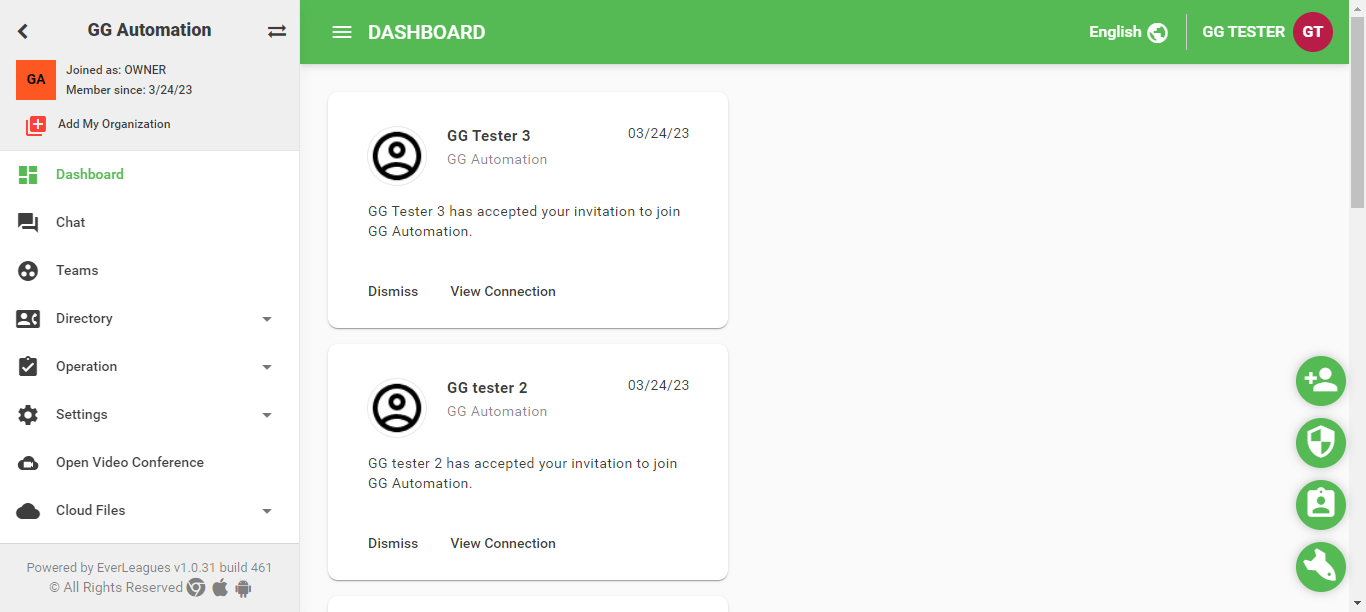 GG Automation
GA
Joined as: OWNER
Member since: 3/24/23
Add My Organization
Dashboard
Chat
Teams
Directory
Operation
Settings
Open Video Conference
Cloud Files
Powered by EverLeagues v1.0.31 build 461
© All Rights Reserved
DASHBOARD
English
GG TESTER
GT
GG Tester 3
03/24/23
GG Automation
GG Tester 3 has accepted your invitation to join
GG Automation.
Dismiss View Connection
GG tester 2
03/24/23
GG Automation
GG tester 2 has accepted your invitation to join
GG Automation.
Dismiss View Connection